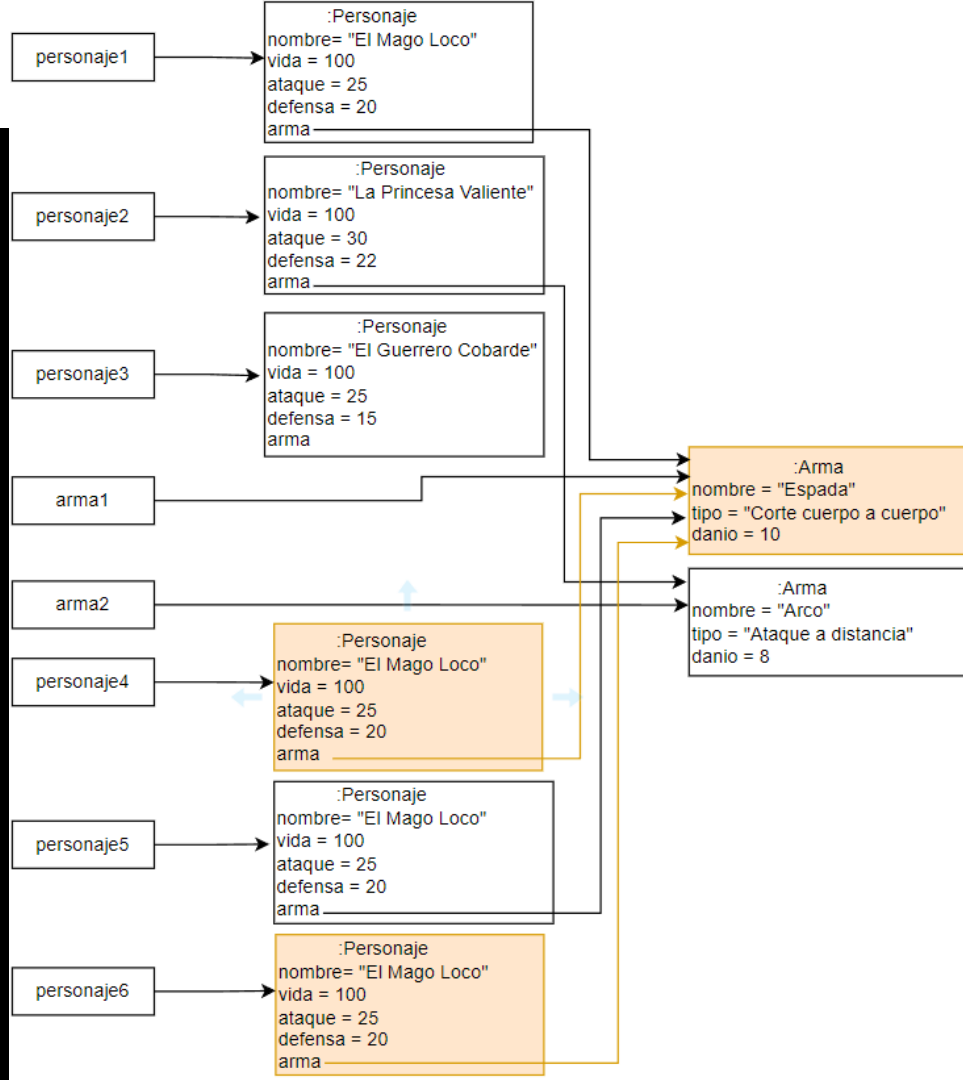 personaje1
:Personaje
nombre= "El Mago Loco"
vida = 100
ataque = 25
defensa = 20
arma
personaje2
:Personaje
nombre= "La Princesa Valiente"
vida = 100
ataque = 30
defensa = 22
arma
personaje3
:Personaje
nombre= "El Guerrero Cobarde"
vida = 100
ataque = 25
defensa = 15
arma
arma1
:Arma
nombre = "Espada"
tipo = "Corte cuerpo a cuerpo"
danio = 10
arma2
:Arma
nombre = "Arco"
tipo = "Ataque a distancia"
danio = 8
personaje4
:Personaje
nombre= "El Mago Loco"
vida = 100
ataque = 25
defensa = 20
arma
personaje5
:Personaje
nombre= "El Mago Loco"
vida = 100
ataque = 25
defensa = 20
arma
personaje6
:Personaje
nombre= "El Mago Loco"
vida = 100
ataque = 25
defensa = 20
arma